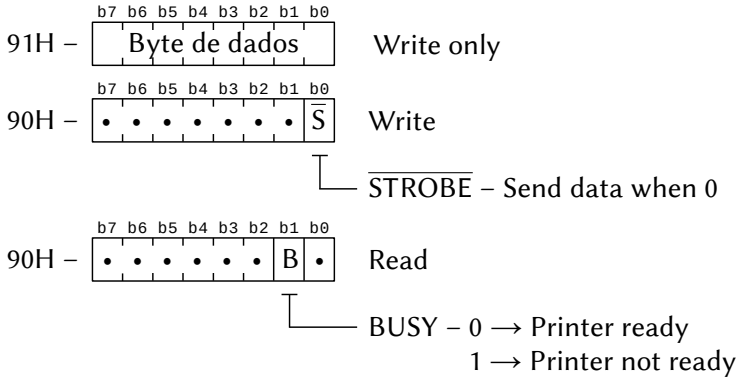 b7 b6 b5 b4 b3 b2 b1 b0
91H – Byte de dados Write only
b7 b6 b5 b4 b3 b2 b1 b0
90H – • • • • • • • S̅ Write
S̅T̅R̅O̅B̅E̅ – Send data when 0
b7 b6 b5 b4 b3 b2 b1 b0
90H – • • • • • • B • Read
BUSY – 0 → Printer ready
1 → Printer not ready